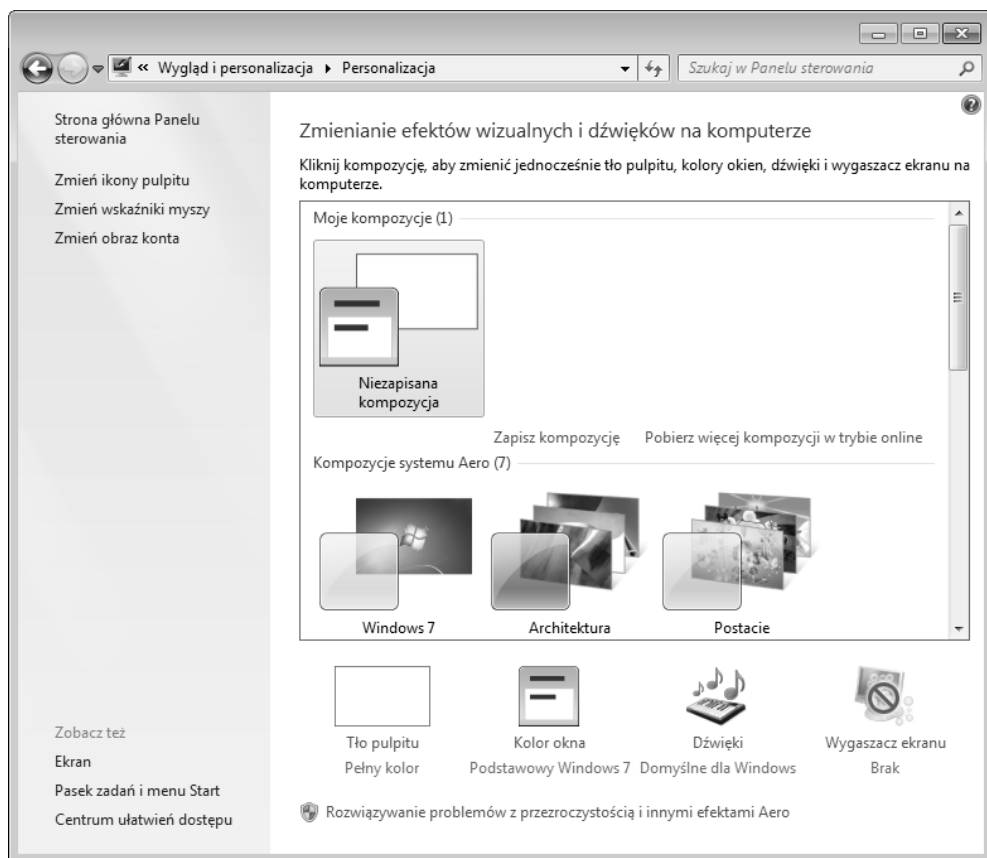 « Wygląd i personalizacja ▸ Personalizacja
Szukaj w Panelu sterowania
Strona główna Panelu
sterowania
Zmień ikony pulpitu
Zmień wskaźniki myszy
Zmień obraz konta
Zmienianie efektów wizualnych i dźwięków na komputerze
Kliknij kompozycję, aby zmienić jednocześnie tło pulpitu, kolory okien, dźwięki i wygaszacz ekranu na
komputerze.
Moje kompozycje (1)
Niezapisana
kompozycja
Zapisz kompozycję Pobierz więcej kompozycji w trybie online
Kompozycje systemu Aero (7)
Windows 7 Architektura Postacie
Tło pulpitu Kolor okna Dźwięki Wygaszacz ekranu
Pełny kolor Podstawowy Windows 7 Domyślne dla Windows Brak
Rozwiązywanie problemów z przezroczystością i innymi efektami Aero
Zobacz też
Ekran
Pasek zadań i menu Start
Centrum ułatwień dostępu